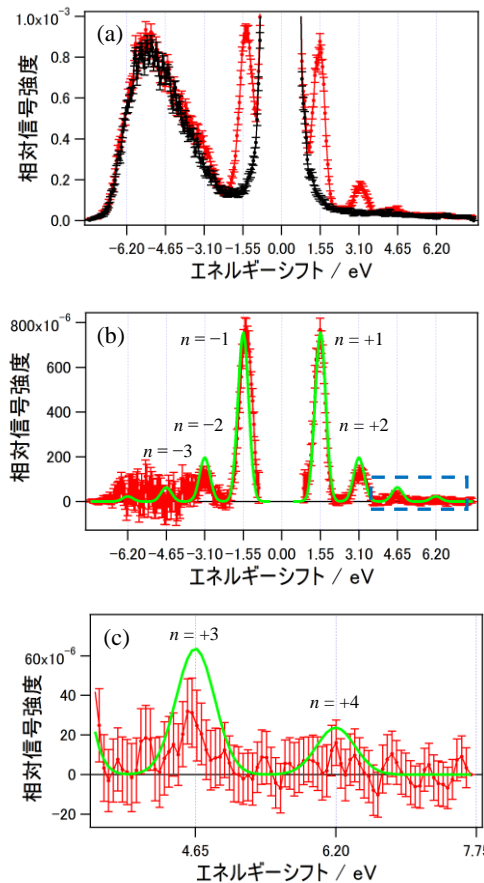 1.0×10⁻³
(a)
0.8
0.6
0.4
0.2
0.0
相対信号強度
−6.20 −4.65 −3.10 −1.55 0.00 1.55 3.10 4.65 6.20
エネルギーシフト / eV
800×10⁻⁶
(b)
n = −1
n = +1
600
400
n = −2
n = +2
200
n = −3
0
相対信号強度
−6.20 −4.65 −3.10 −1.55 0.00 1.55 3.10 4.65 6.20
エネルギーシフト / eV
(c)
n = +3
60×10⁻⁶
40
n = +4
20
0
−20
相対信号強度
4.65 6.20 7.75
エネルギーシフト / eV